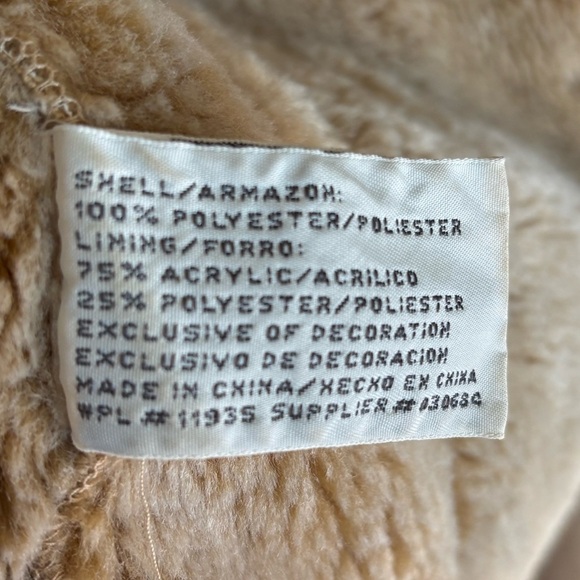 SHELL/ARMAZON:
100% POLYESTER/POLIESTER
LINING/FORRO:
75% ACRYLIC/ACRILICO
25% POLYESTER/POLIESTER
EXCLUSIVE OF DECORATION
EXCLUSIVO DE DECORACION
MADE IN CHINA/HECHO EN CHINA
WPL # 11935 SUPPLIER # 030684